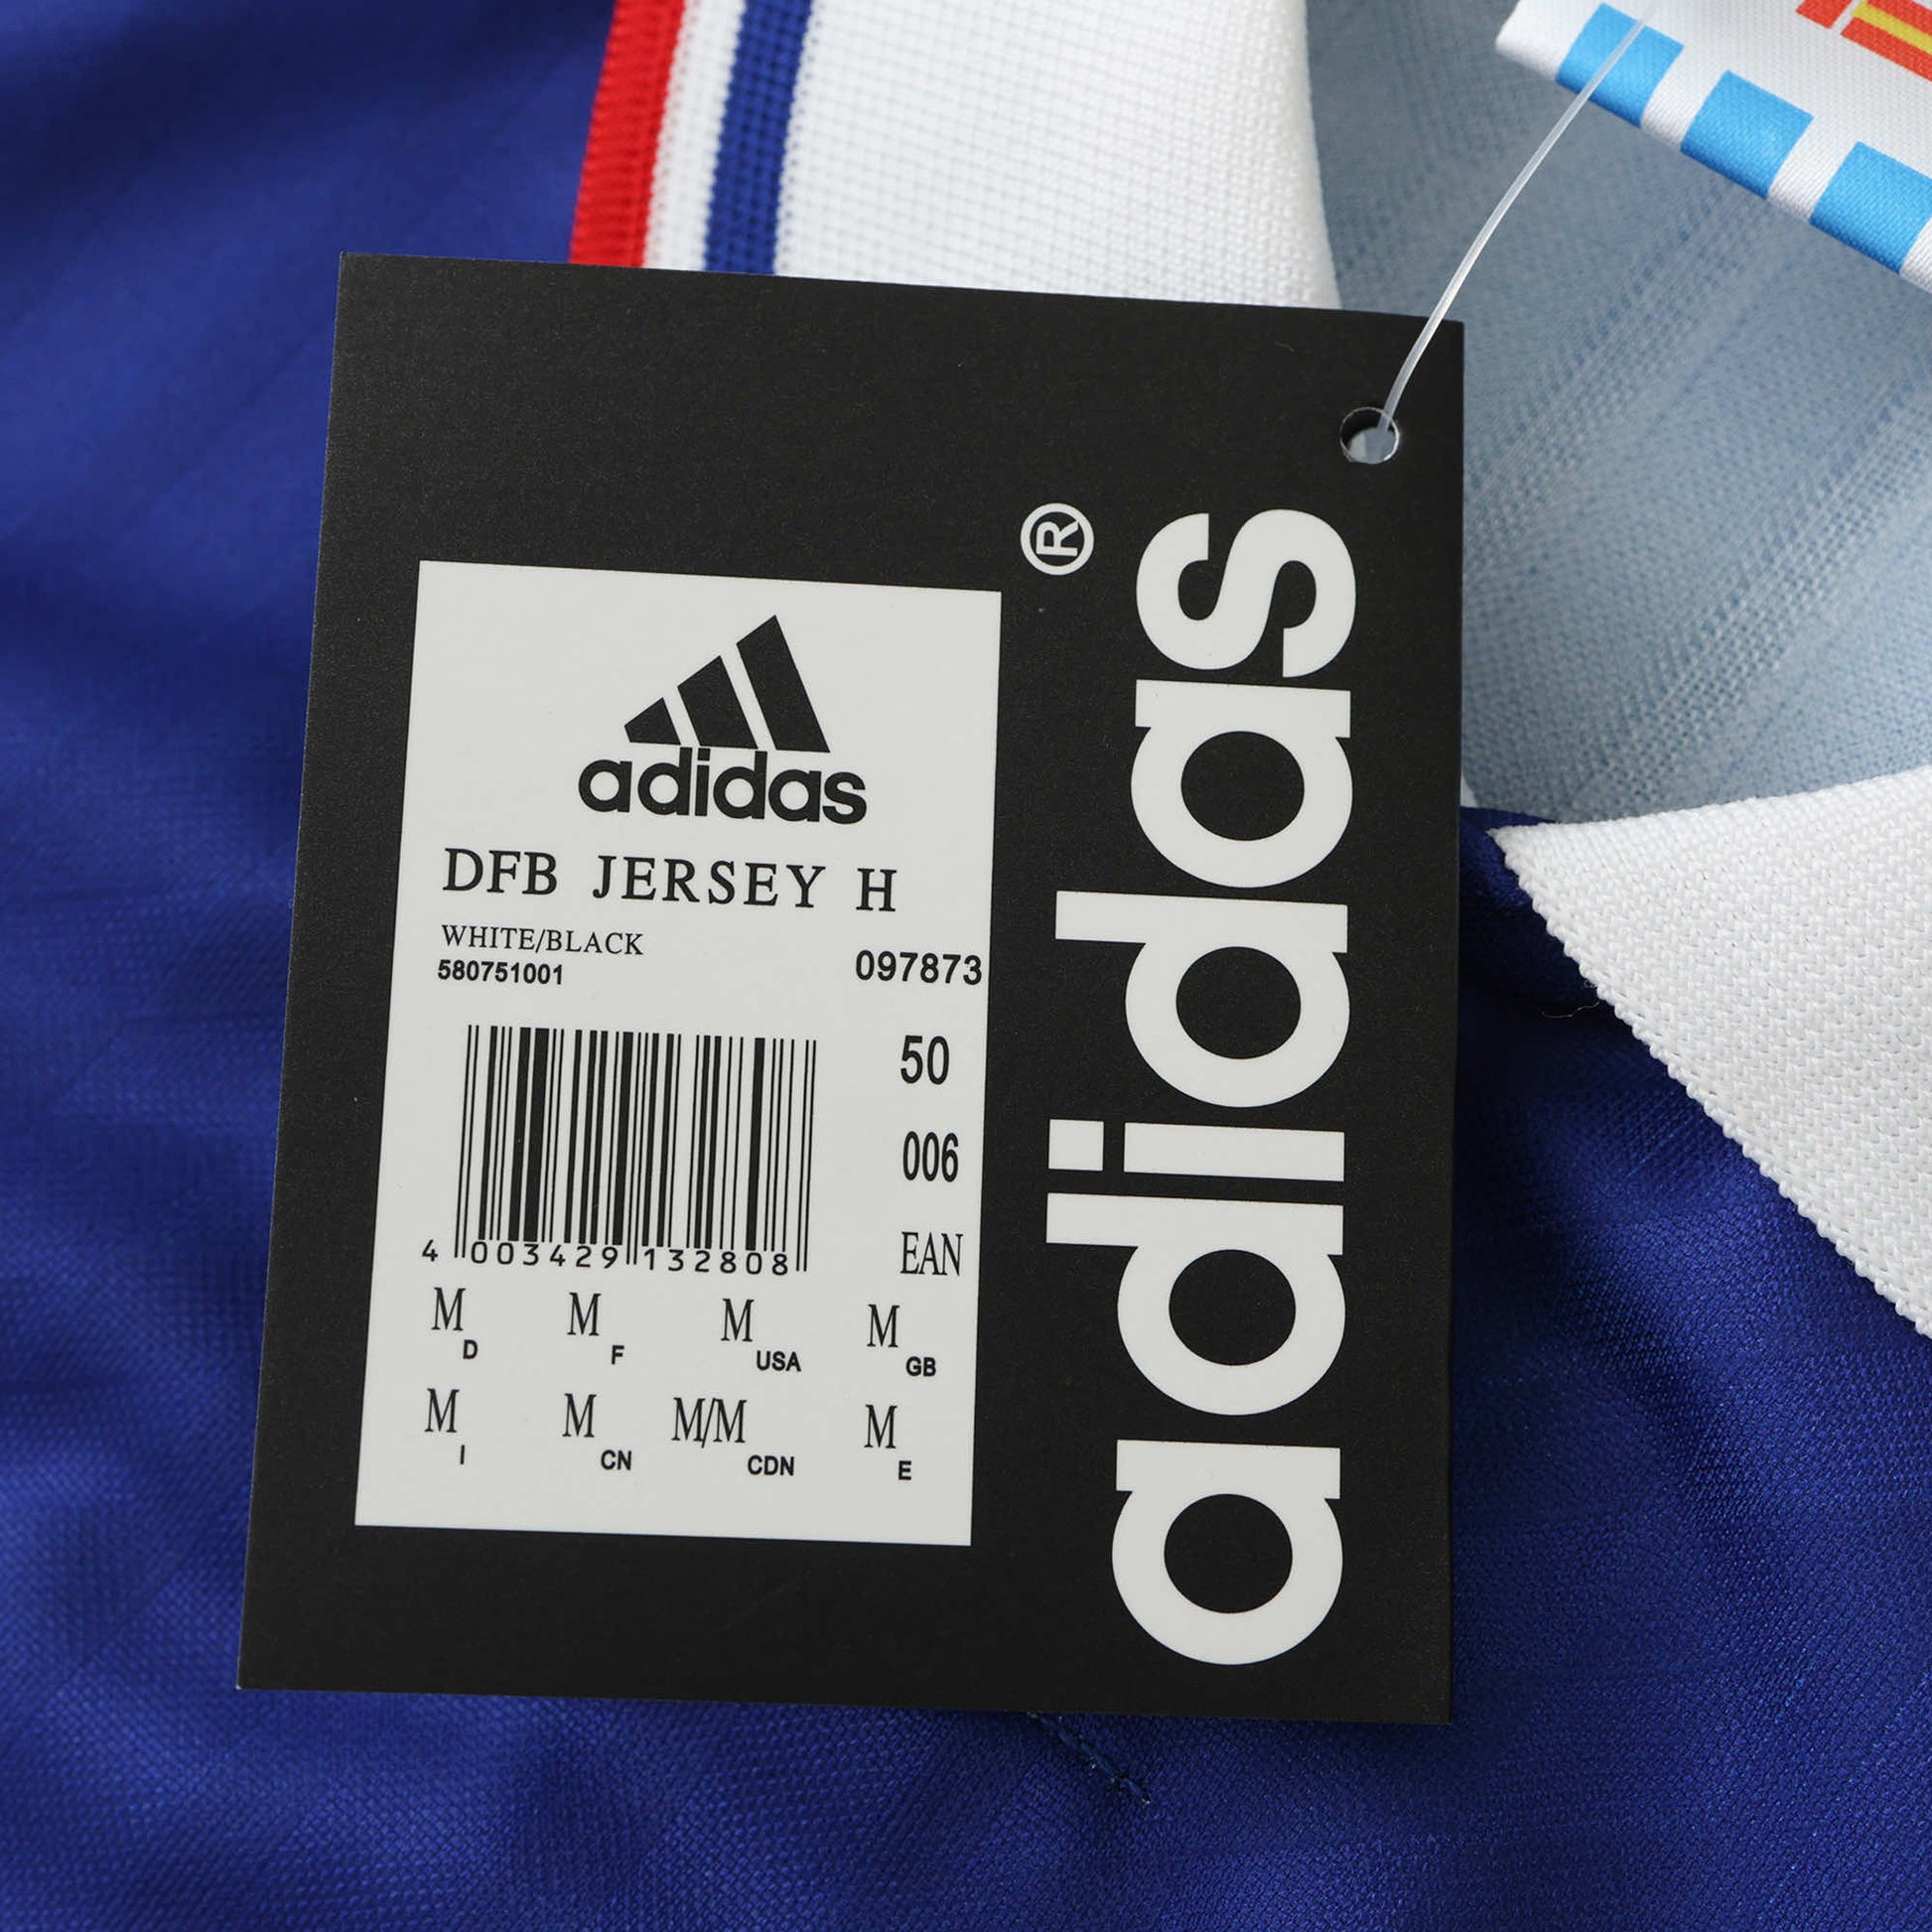 adidas
DFB JERSEY H
WHITE/BLACK
580751001 097873
50
006
4 003429 132808 EAN
M D M F M USA M GB
M I M CN M/M CDN M E
adidas®